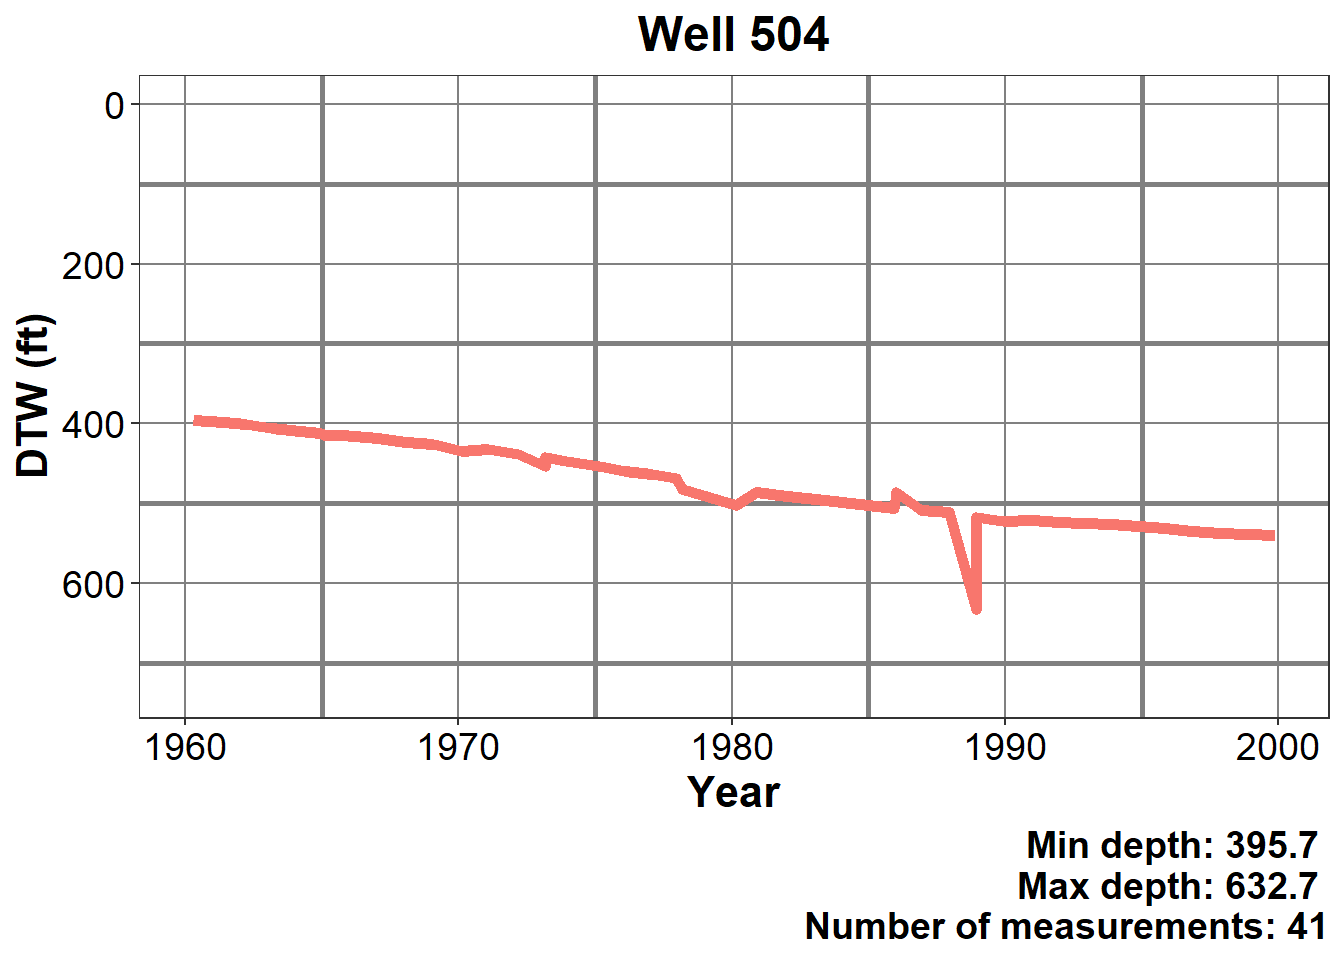 Well 504
0
200
400
600
DTW (ft)
1960 1970 1980 1990 2000
Year
Min depth: 395.7
Max depth: 632.7
Number of measurements: 41